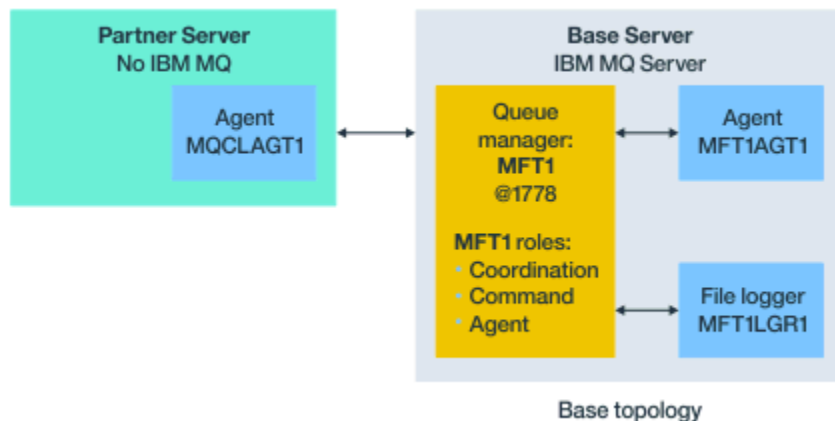 Partner Server
No IBM MQ
Agent
MQCLAGT1
Base Server
IBM MQ Server
Queue
manager:
MFT1
@1778
MFT1 roles:
• Coordination
• Command
• Agent
Agent
MFT1AGT1
File logger
MFT1LGR1
Base topology